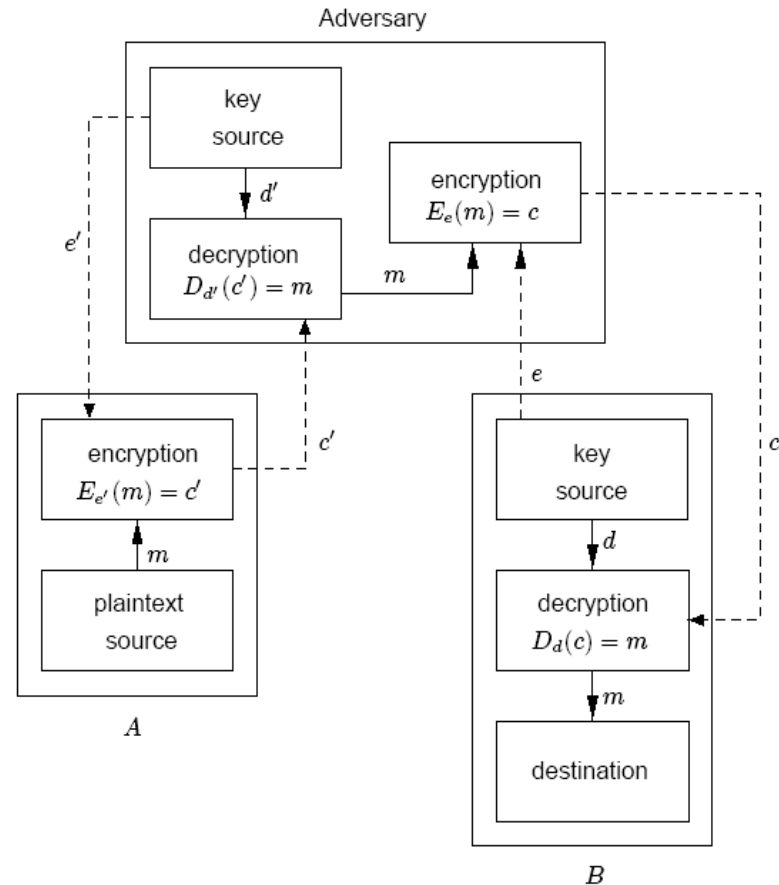 Adversary
key
source
d′
decryption
D_{d′}(c′) = m
m
encryption
E_e(m) = c
e′
e
c
c′
encryption
E_{e′}(m) = c′
m
plaintext
source
A
key
source
d
decryption
D_d(c) = m
m
destination
B